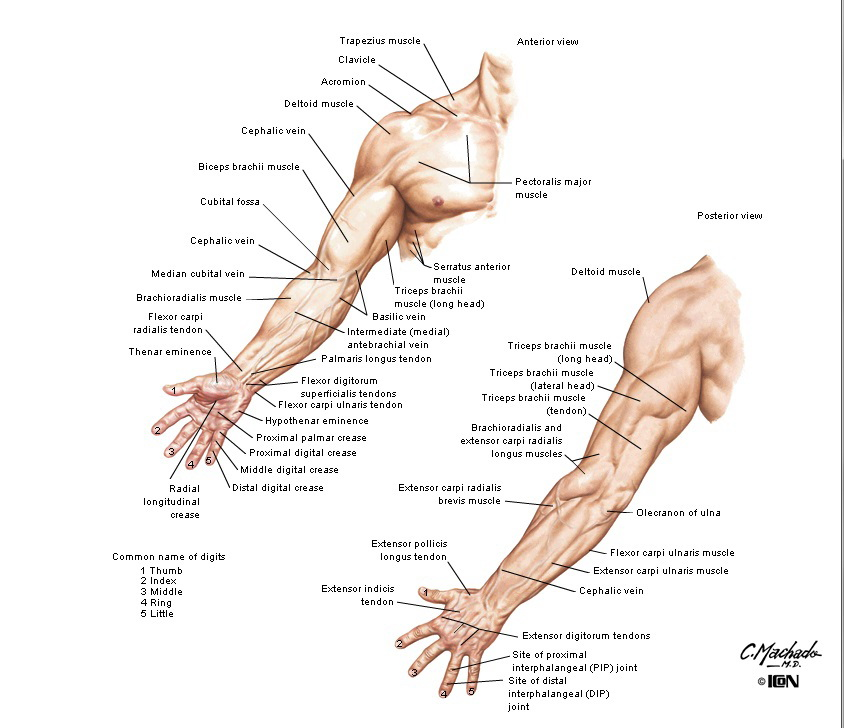 Trapezius muscle
Anterior view
Clavicle
Acromion
Deltoid muscle
Cephalic vein
Biceps brachii muscle
Pectoralis major
muscle
Cubital fossa
Cephalic vein
Median cubital vein
Serratus anterior
muscle
Triceps brachii
muscle (long head)
Brachioradialis muscle
Basilic vein
Flexor carpi
radialis tendon
Intermediate (medial)
antebrachial vein
Thenar eminence
Palmaris longus tendon
Flexor digitorum
superficialis tendons
Flexor carpi ulnaris tendon
Hypothenar eminence
Proximal palmar crease
Proximal digital crease
Middle digital crease
Distal digital crease
Radial
longitudinal
crease
1
2
3
4
5
Common name of digits
1 Thumb
2 Index
3 Middle
4 Ring
5 Little
Posterior view
Deltoid muscle
Triceps brachii muscle
(long head)
Triceps brachii muscle
(lateral head)
Triceps brachii muscle
(tendon)
Brachioradialis and
extensor carpi radialis
longus muscles
Extensor carpi radialis
brevis muscle
Olecranon of ulna
Extensor pollicis
longus tendon
Flexor carpi ulnaris muscle
Extensor carpi ulnaris muscle
Extensor indicis
tendon
Cephalic vein
Extensor digitorum tendons
Site of proximal
interphalangeal (PIP) joint
Site of distal
interphalangeal (DIP)
joint
1
2
3
4
5
C.Machado
M.D.
© ICON